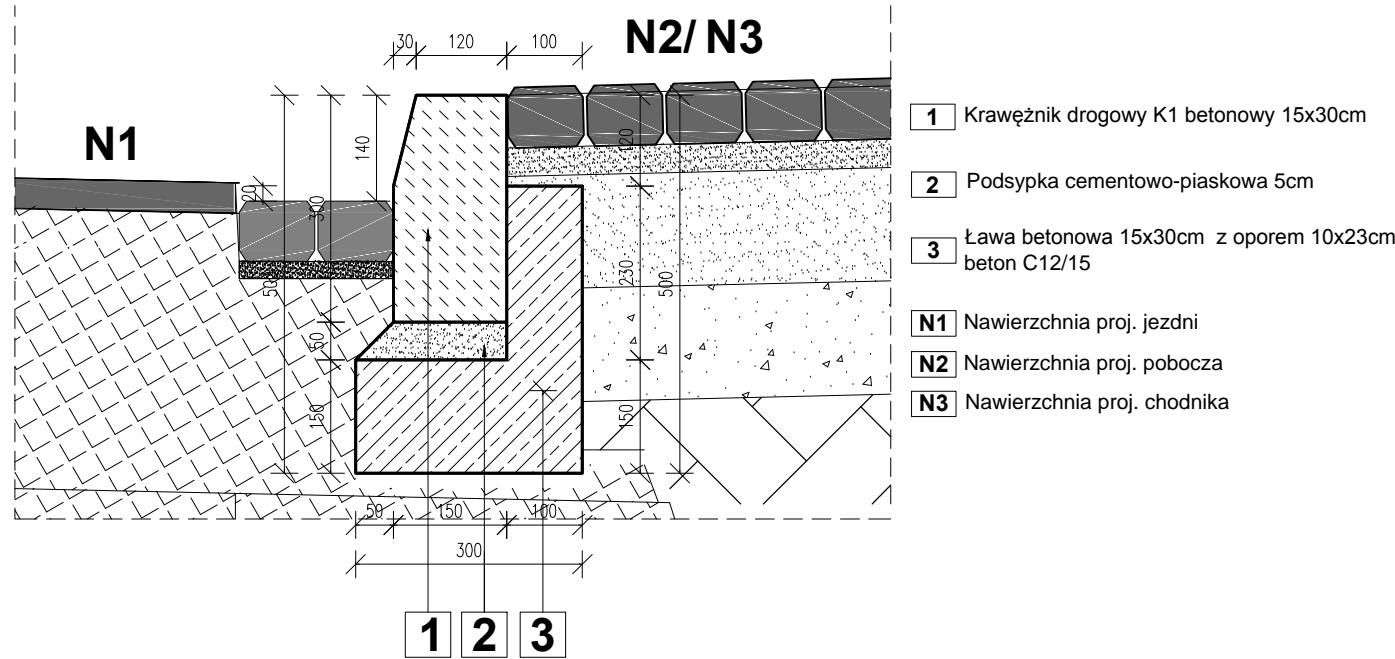 30 120 100
N2/ N3
N1
20
140
300
500
120
230
500
50
150
150
50 150 100
300
1 2 3
1 Krawężnik drogowy K1 betonowy 15x30cm
2 Podsypka cementowo-piaskowa 5cm
3 Ława betonowa 15x30cm z oporem 10x23cm
beton C12/15
N1 Nawierzchnia proj. jezdni
N2 Nawierzchnia proj. pobocza
N3 Nawierzchnia proj. chodnika